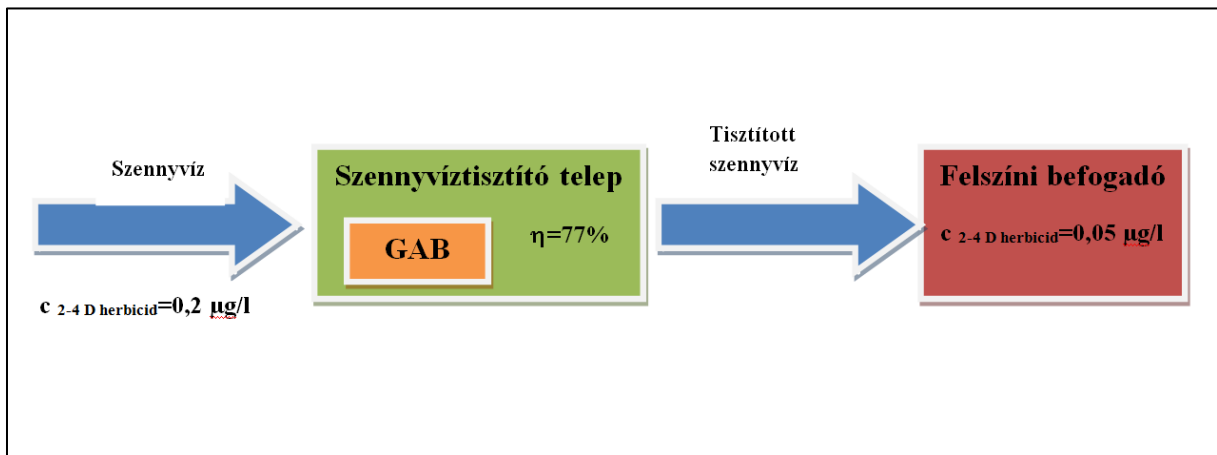 Szennyvíz
c 2-4 D herbicid=0,2 µg/l
Szennyvíztisztító telep
GAB
η=77%
Tisztított
szennyvíz
Felszíni befogadó
c 2-4 D herbicid=0,05 µg/l